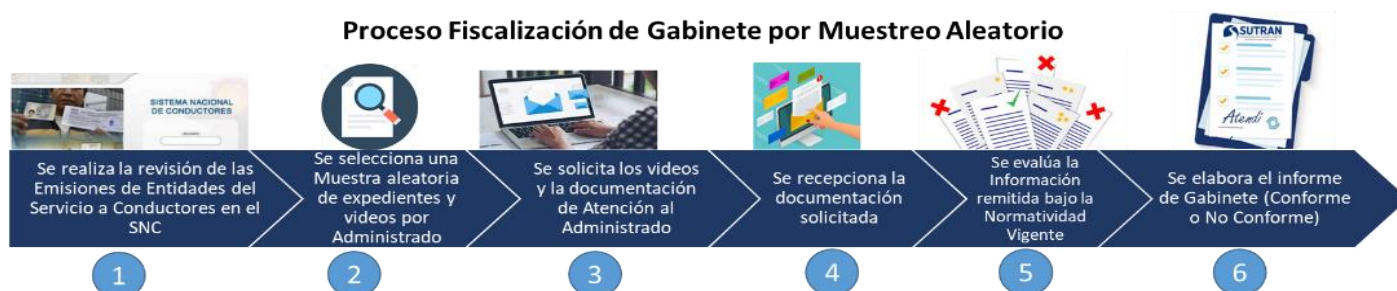 Proceso Fiscalización de Gabinete por Muestreo Aleatorio
SISTEMA NACIONAL
DE CONDUCTORES
SUTRAN
Atendi
Se realiza la revisión de las
Emisiones de Entidades del
Servicio a Conductores en el
SNC
Se selecciona una
Muestra aleatoria
de expedientes y
videos por
Administrado
Se solicita los videos
y la documentación
de Atención al
Administrado
Se recepciona la
documentación
solicitada
Se evalúa la
Información
remitida bajo la
Normatividad
Vigente
Se elabora el informe
de Gabinete (Conforme
o No Conforme)
1
2
3
4
5
6